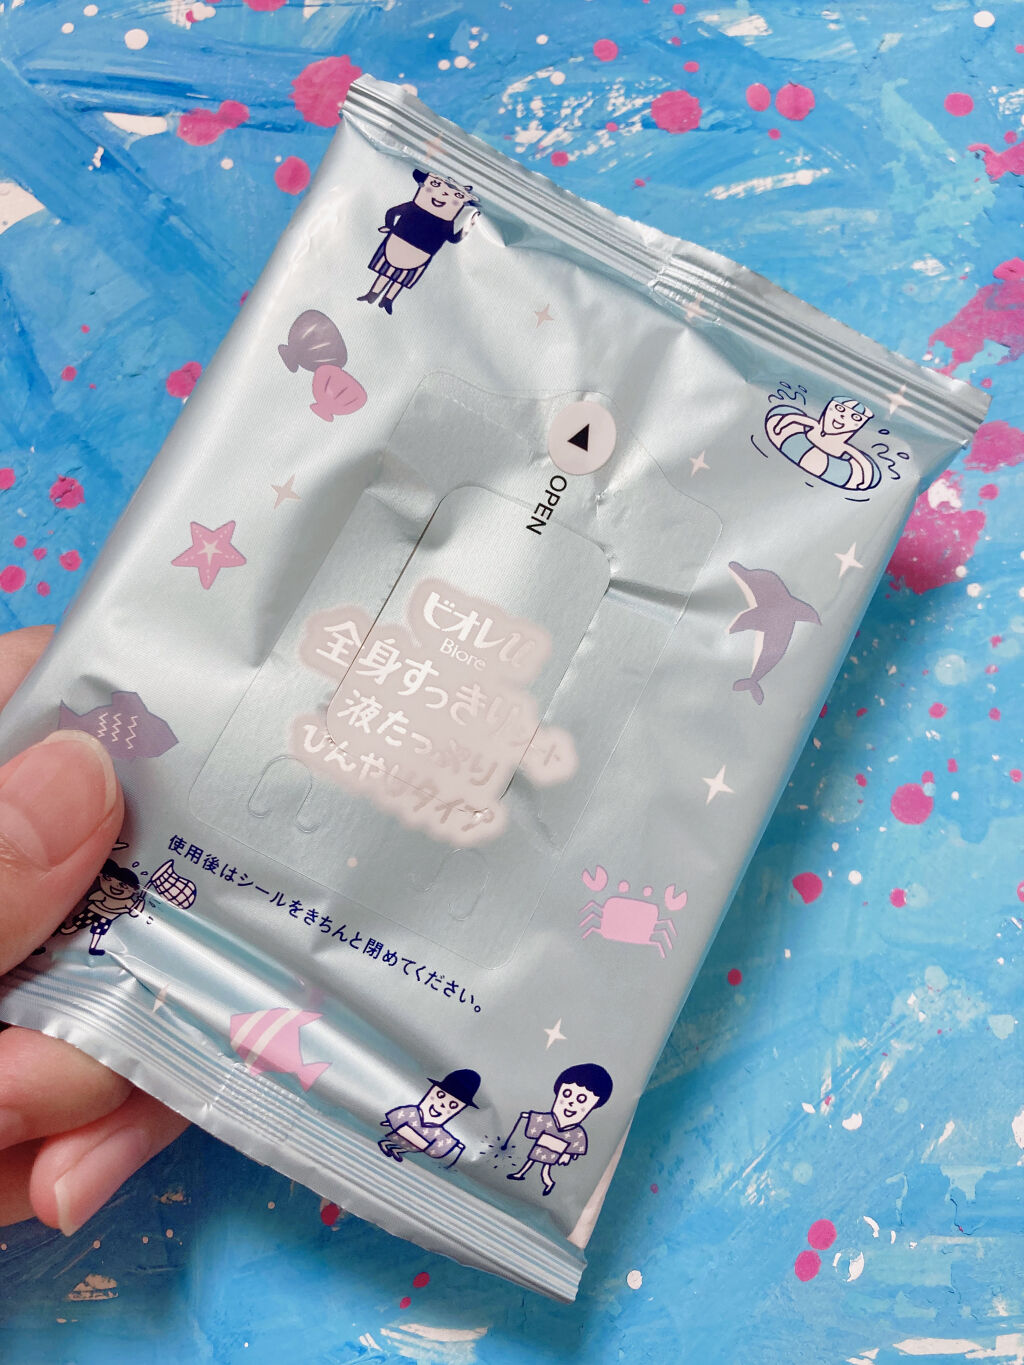 OPEN
ビオレu
Biore
全身すっきりシート
液たっぷり
ひんやりタイプ
使用後はシールをきちんと閉めてください。